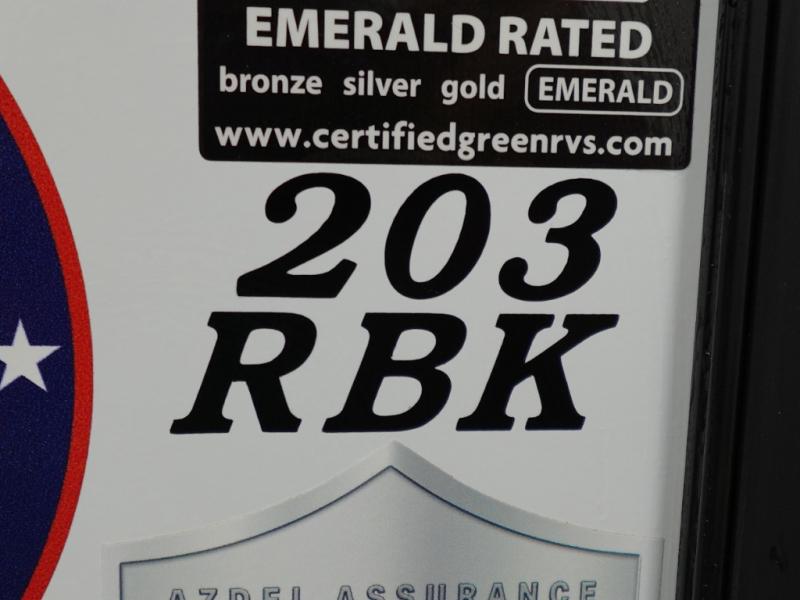 EMERALD RATED
bronze silver gold EMERALD
www.certifiedgreenrvs.com
203
RBK
AZDEL ASSURANCE